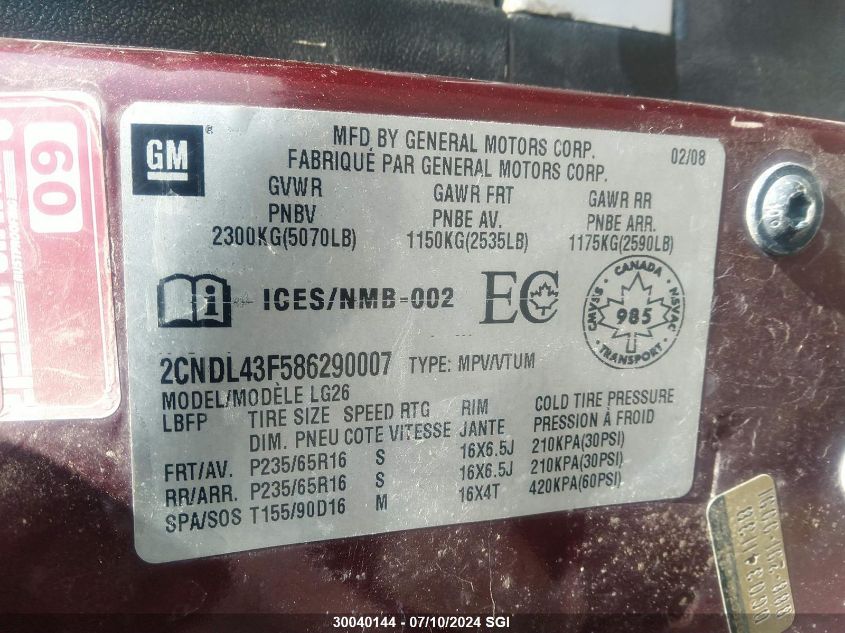 GM
MFD BY GENERAL MOTORS CORP.
FABRIQUÉ PAR GENERAL MOTORS CORP.
02/08
GVWR GAWR FRT GAWR RR
PNBV PNBE AV. PNBE ARR.
2300KG(5070LB) 1150KG(2535LB) 1175KG(2590LB)
i ICES/NMB-002 EC
CANADA
CMVSS 985 NSVAC
TRANSPORT
2CNDL43F586290007 TYPE: MPV/VTUM
MODEL/MODÈLE LG26
LBFP TIRE SIZE SPEED RTG RIM COLD TIRE PRESSURE
DIM. PNEU COTE VITESSE JANTE PRESSION À FROID
FRT/AV. P235/65R16 S 16X6.5J 210KPA(30PSI)
RR/ARR. P235/65R16 S 16X6.5J 210KPA(30PSI)
SPA/SOS T155/90D16 M 16X4T 420KPA(60PSI)
60
30040144 - 07/10/2024 SGI